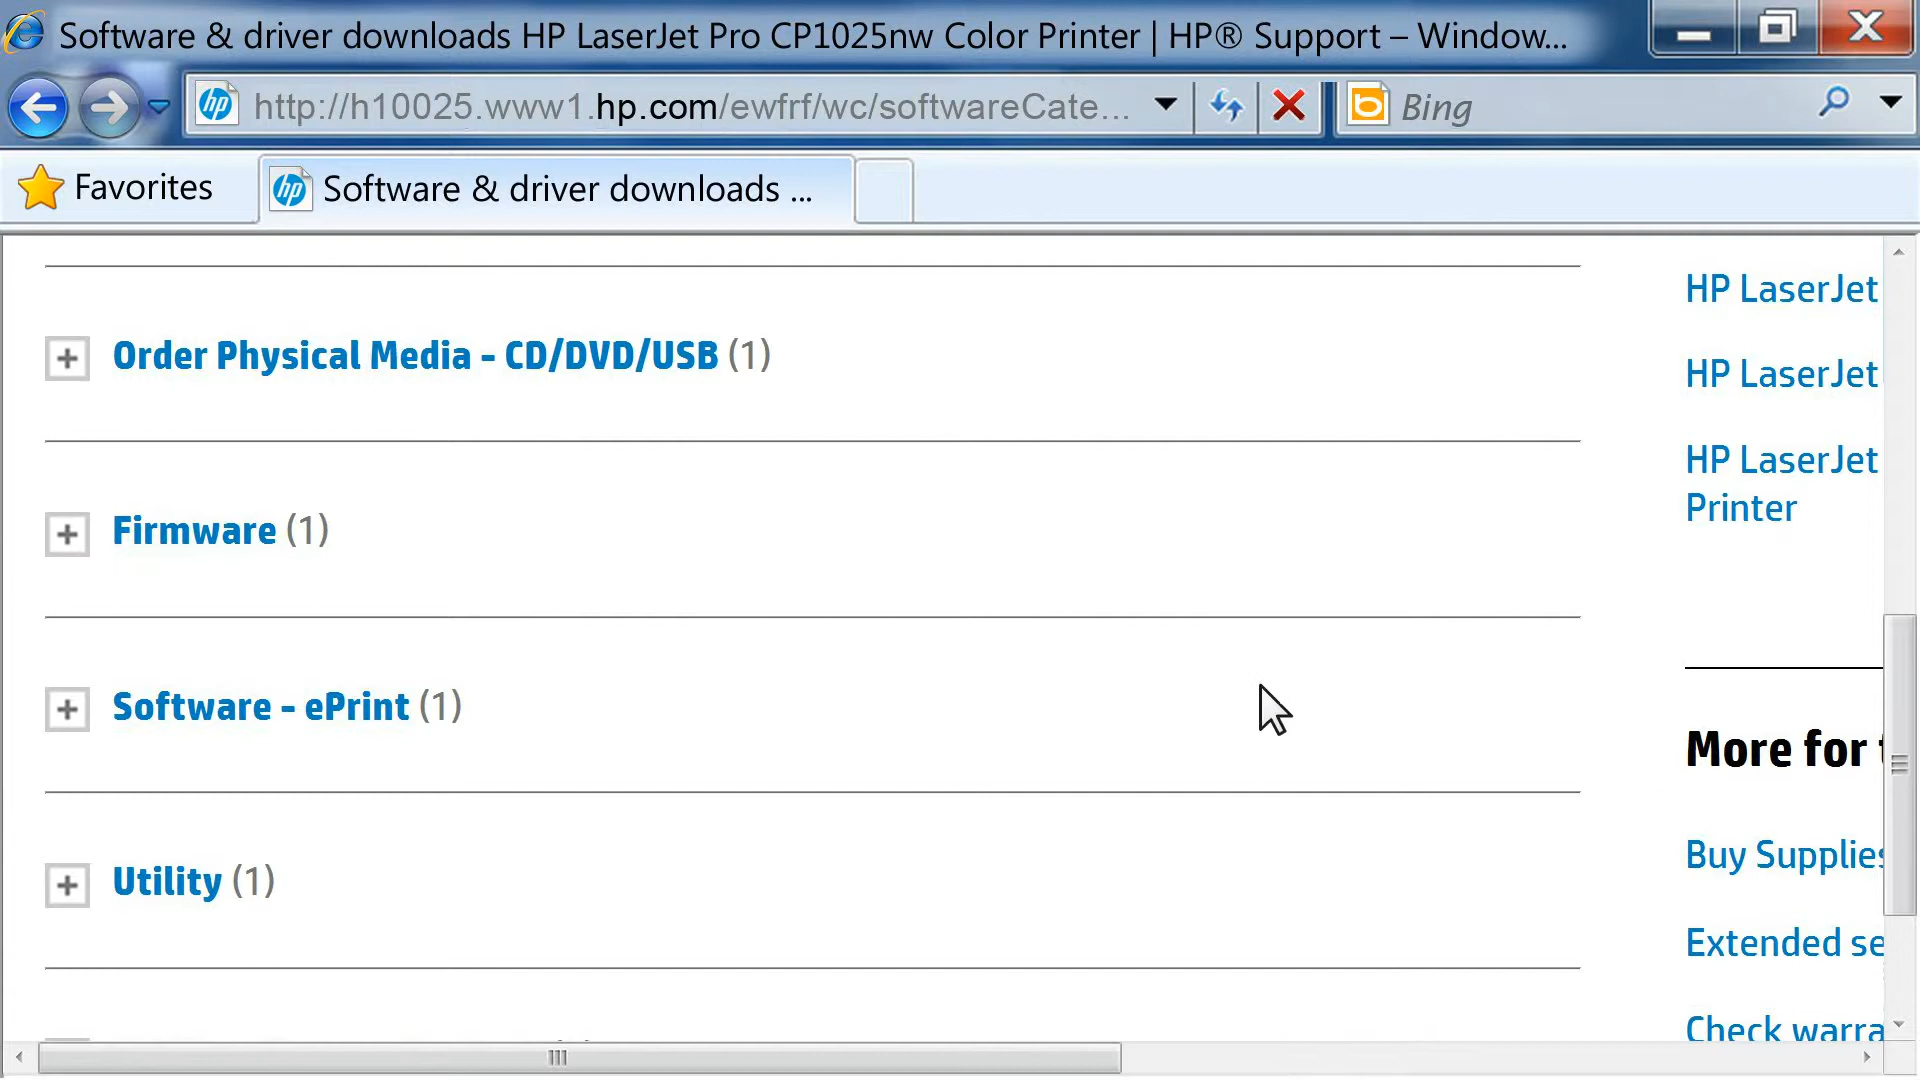 Software & driver downloads HP LaserJet Pro CP1025nw Color Printer | HP® Support – Window...
http://h10025.www1.hp.com/ewfrf/wc/softwareCate...
Bing
Favorites
Software & driver downloads ...
Order Physical Media - CD/DVD/USB (1)
Firmware (1)
Software - ePrint (1)
Utility (1)
HP LaserJet
HP LaserJet
HP LaserJet
Printer
More for
Buy Supplies
Extended se
Check warra